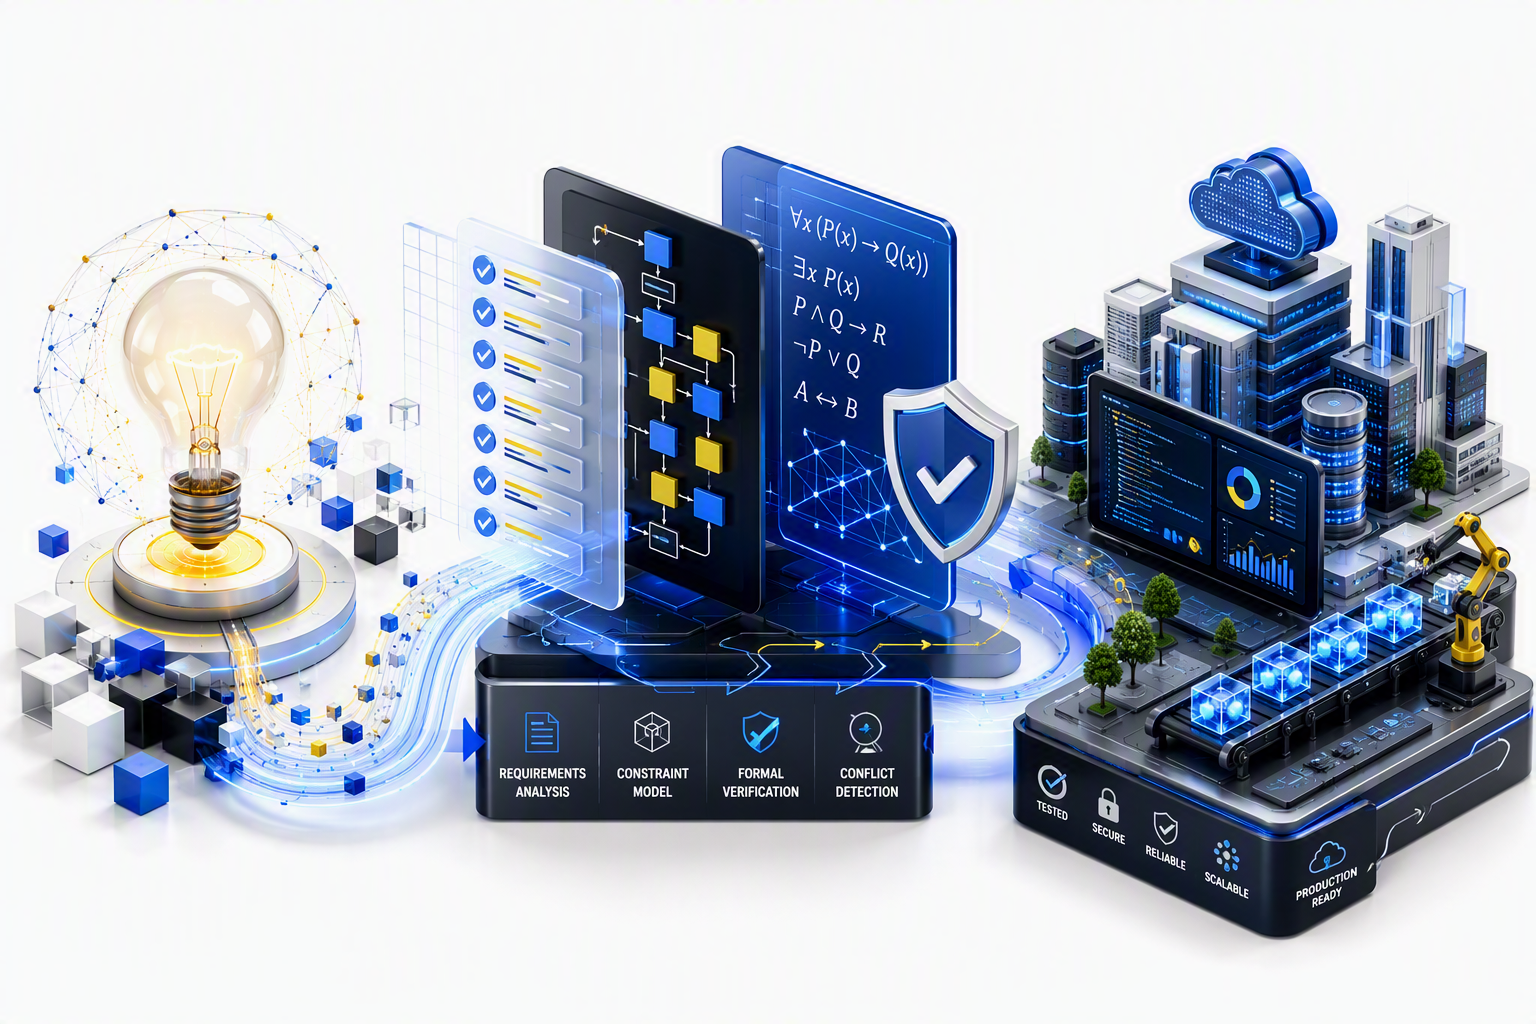 ∀x (P(x) → Q(x))
∃x P(x)
P ∧ Q → R
¬P ∨ Q
A ↔ B
REQUIREMENTS
ANALYSIS
CONSTRAINT
MODEL
FORMAL
VERIFICATION
CONFLICT
DETECTION
TESTED
SECURE
RELIABLE
SCALABLE
PRODUCTION
READY